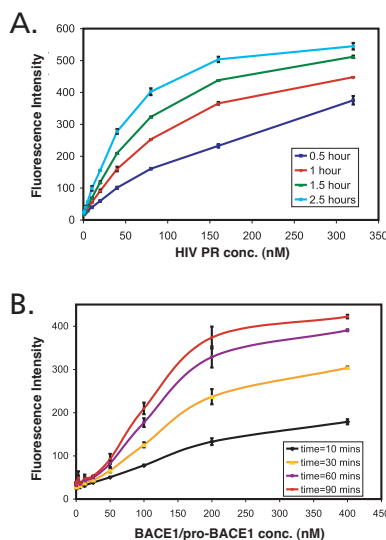 A.
600
500
400
300
200
100
0
Fluorescence Intensity
0.5 hour
1 hour
1.5 hour
2.5 hours
0 50 100 150 200 250 300 350
HIV PR conc. (nM)
B.
400
300
200
100
0
Fluorescence Intensity
time=10 mins
time=30 mins
time=60 mins
time=90 mins
0 50 100 150 200 250 300 350 400 450
BACE1/pro-BACE1 conc. (nM)